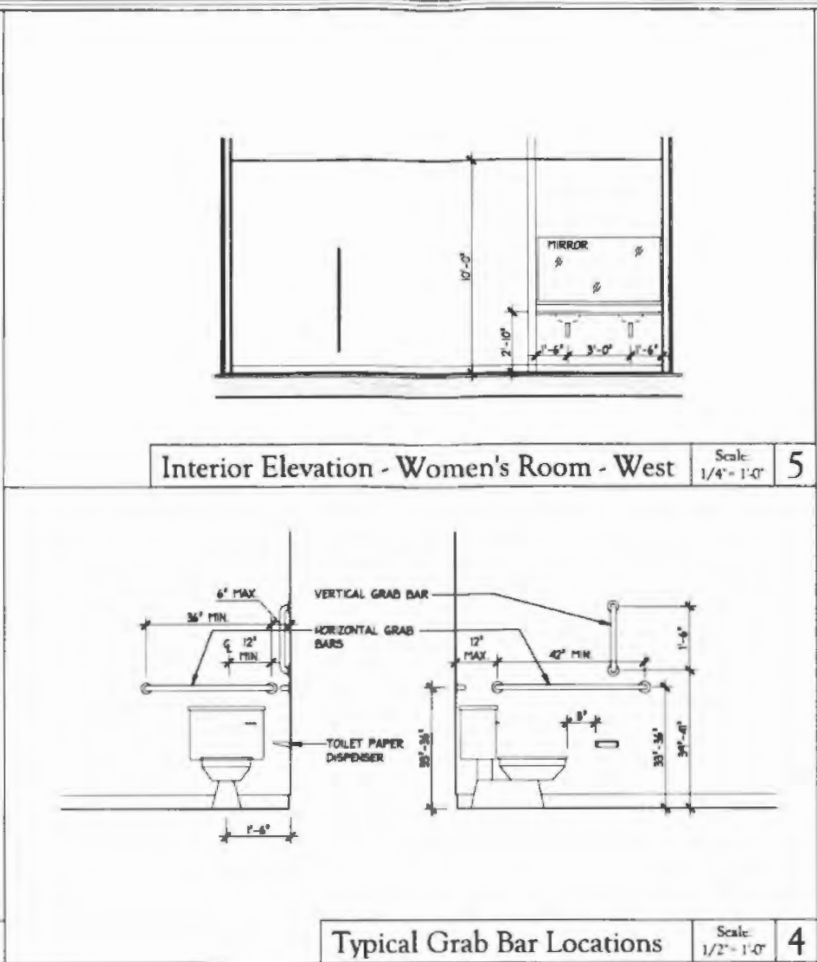 MIRROR
10'-0"
2'-10"
1'-6" 3'-0" 1'-6"
Interior Elevation - Women's Room - West
Scale:
1/4" = 1'-0"
5
6" MAX.
36" MIN.
℄ 12"
MIN
VERTICAL GRAB BAR
HORIZONTAL GRAB
BARS
12"
MAX.
42" MIN.
1'-6"
8"
TOILET PAPER
DISPENSER
33"-36"
33"-36"
39"-41"
1'-6"
Typical Grab Bar Locations
Scale:
1/2" = 1'-0"
4